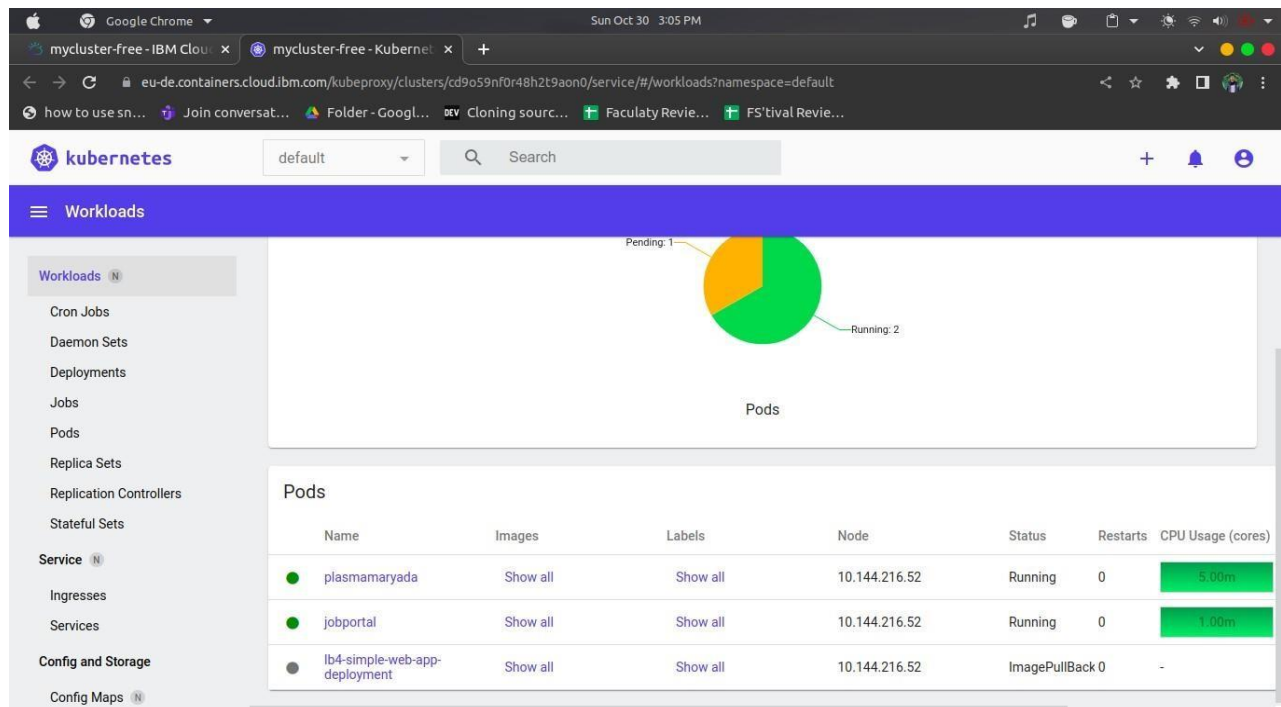 Google Chrome Sun Oct 30 3:05 PM
mycluster-free - IBM Clou mycluster-free - Kubernet
eu-de.containers.cloud.ibm.com/kubeproxy/clusters/cd9o59nf0r48h2t9aon0/service/#/workloads?namespace=default
how to use sn... Join conversat... Folder - Googl... DEV Cloning sourc... Faculaty Revie... FS'tival Revie...
kubernetes default Search
Workloads
Pending: 1
Running: 2
Pods
Workloads N
Cron Jobs
Daemon Sets
Deployments
Jobs
Pods
Replica Sets
Replication Controllers
Stateful Sets
Service N
Ingresses
Services
Config and Storage
Config Maps N
Pods
Name Images Labels Node Status Restarts CPU Usage (cores)
plasmamaryada Show all Show all 10.144.216.52 Running 0 5.00m
jobportal Show all Show all 10.144.216.52 Running 0 1.00m
lb4-simple-web-app-
deployment Show all Show all 10.144.216.52 ImagePullBack 0 -